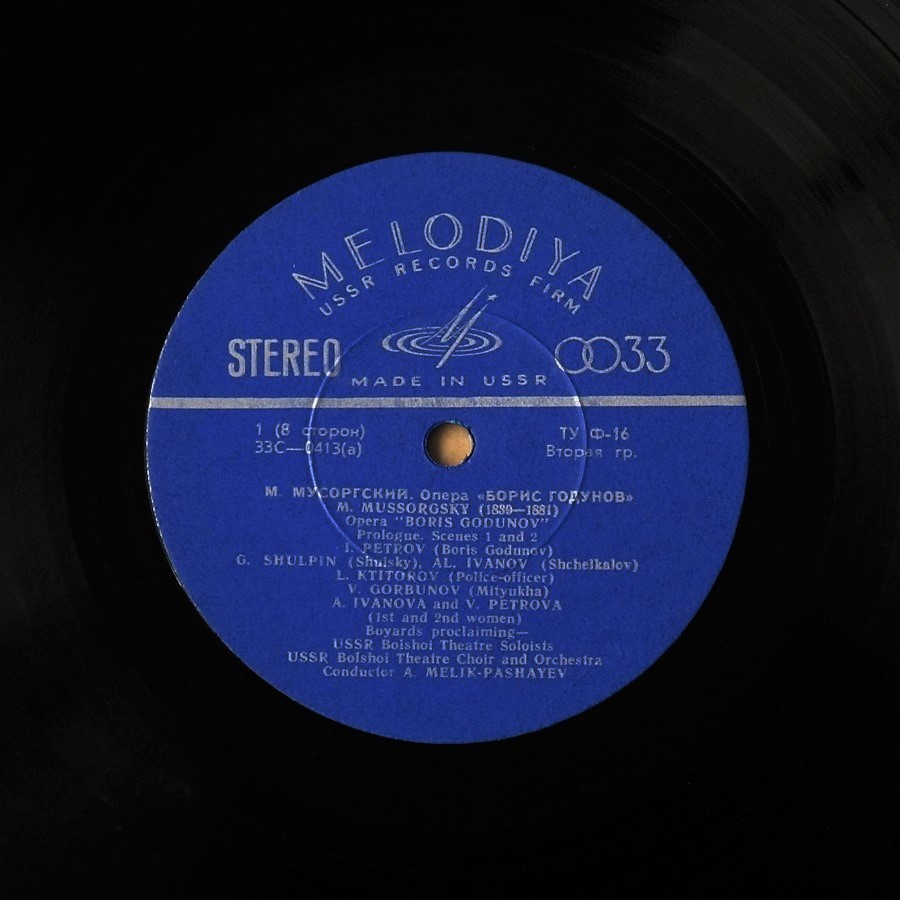 MELODIYA
USSR RECORDS FIRM
STEREO 33
MADE IN USSR
1 (8 сторон) ТУ Ф-16
33С—0413(а) Вторая гр.
М. МУСОРГСКИЙ. Опера «БОРИС ГОДУНОВ»
M. MUSSORGSKY (1839—1881)
Opera "BORIS GODUNOV"
Prologue. Scenes 1 and 2
I. PETROV (Boris Godunov)
G. SHULPIN (Shuisky), AL. IVANOV (Shchelkalov)
L. KTITOROV (Police-officer)
V. GORBUNOV (Mityukha)
A. IVANOVA and V. PETROVA
(1st and 2nd women)
Boyards proclaiming—
USSR Bolshoi Theatre Soloists
USSR Bolshoi Theatre Choir and Orchestra
Conductor A. MELIK-PASHAYEV